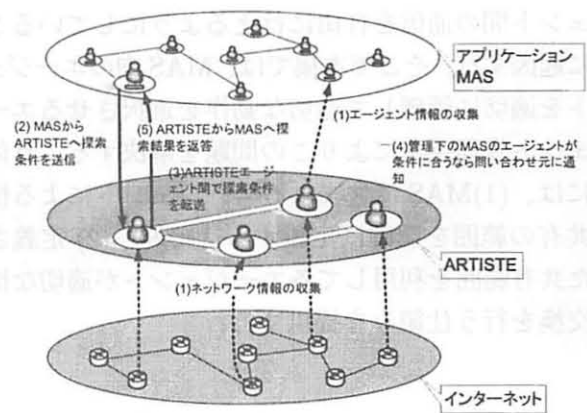 アプリケーション
MAS
(2) MASから
ARTISTEへ探索
条件を送信
(5) ARTISTEからMASへ探
索結果を返答
(1)エージェント情報の収集
(3)ARTISTEエージ
ェント間で探索条件
を転送
(4)管理下のMASのエージェントが
条件に合うなら問い合わせ元に通
知
ARTISTE
(1)ネットワーク情報の収集
インターネット